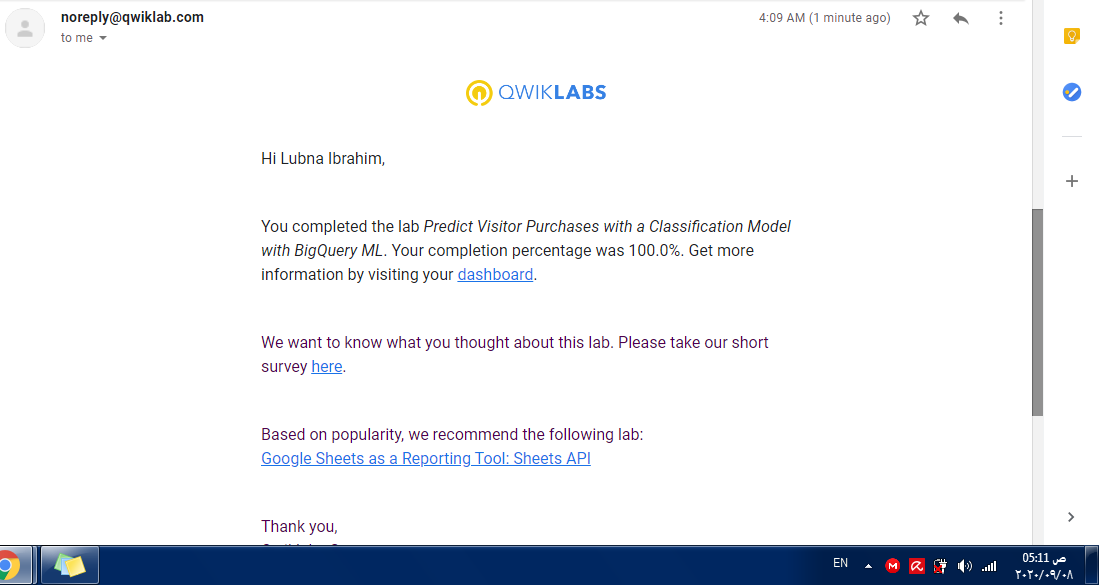 noreply@qwiklab.com
4:09 AM (1 minute ago)
to me
QWIKLABS
Hi Lubna Ibrahim,
You completed the lab Predict Visitor Purchases with a Classification Model
with BigQuery ML. Your completion percentage was 100.0%. Get more
information by visiting your dashboard.
We want to know what you thought about this lab. Please take our short
survey here.
Based on popularity, we recommend the following lab:
Google Sheets as a Reporting Tool: Sheets API
Thank you,
EN
05:11 ص
٢٠٢٠/٠٩/٠٨